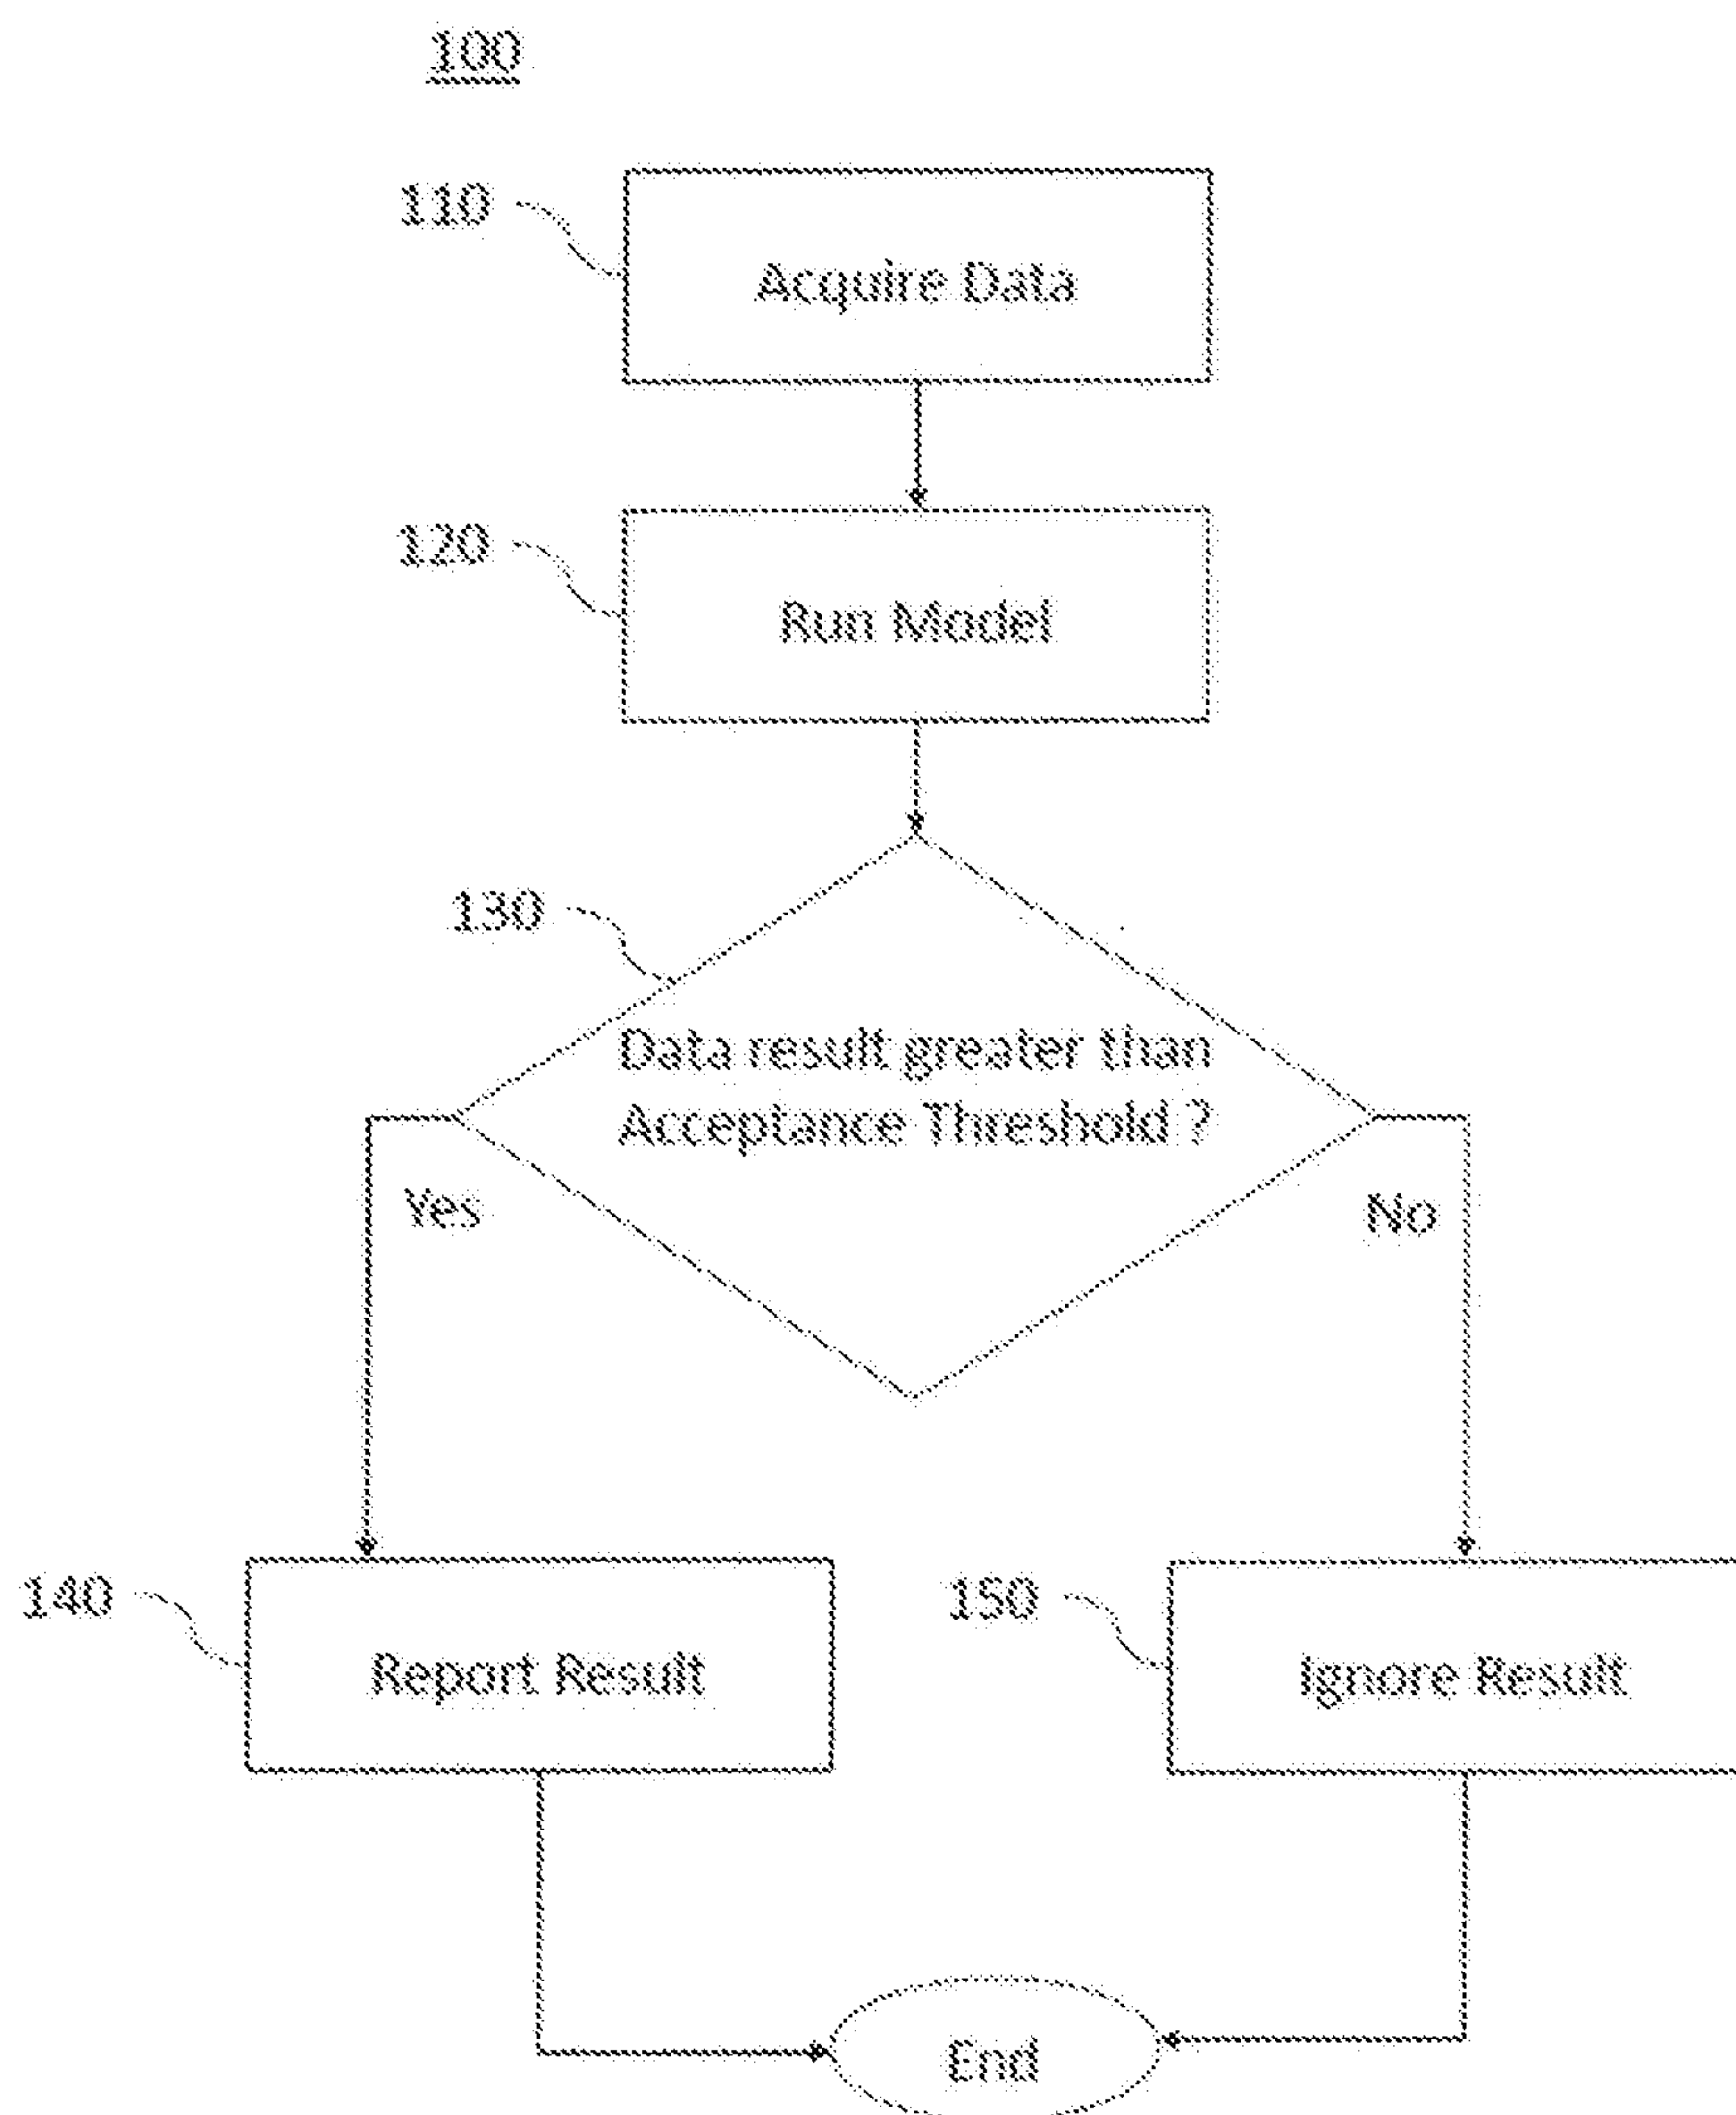 100
110
Acquire Data
120
Run Model
130
Data result greater than
Acceptance Threshold ?
Yes
No
140
Report Result
150
Ignore Result
End